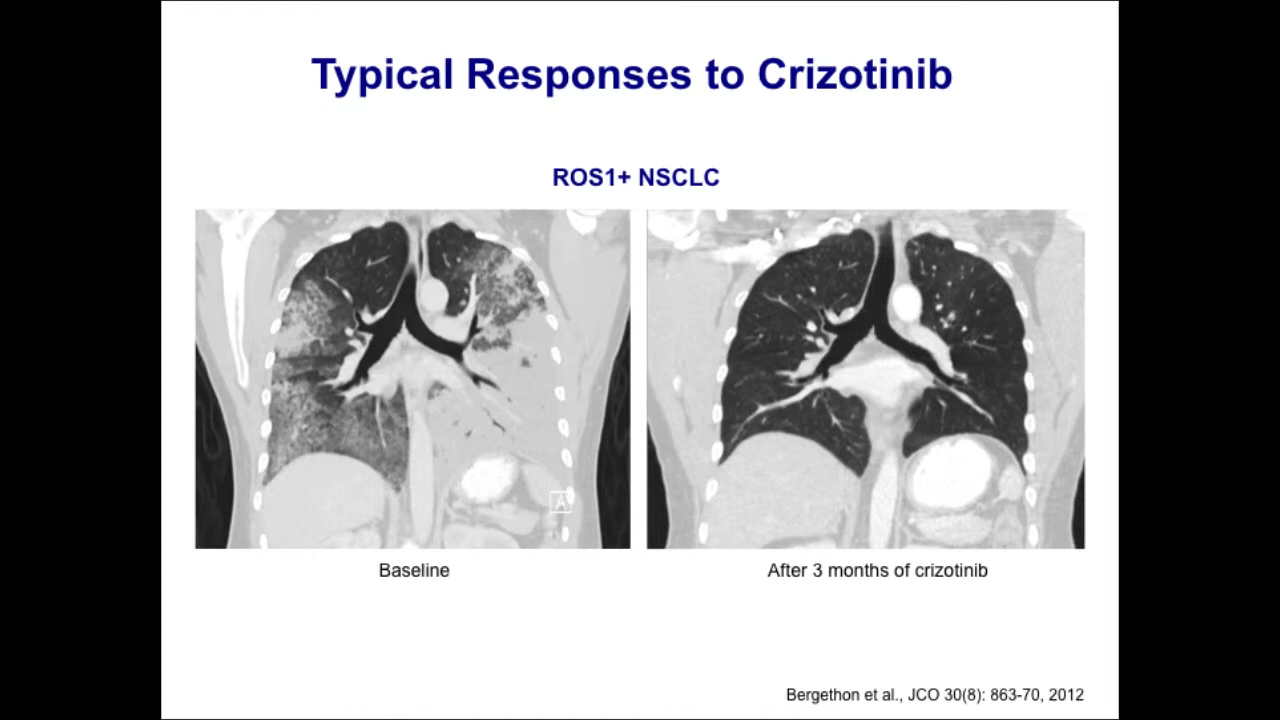 Typical Responses to Crizotinib
ROS1+ NSCLC
A
Baseline
After 3 months of crizotinib
Bergethon et al., JCO 30(8): 863-70, 2012